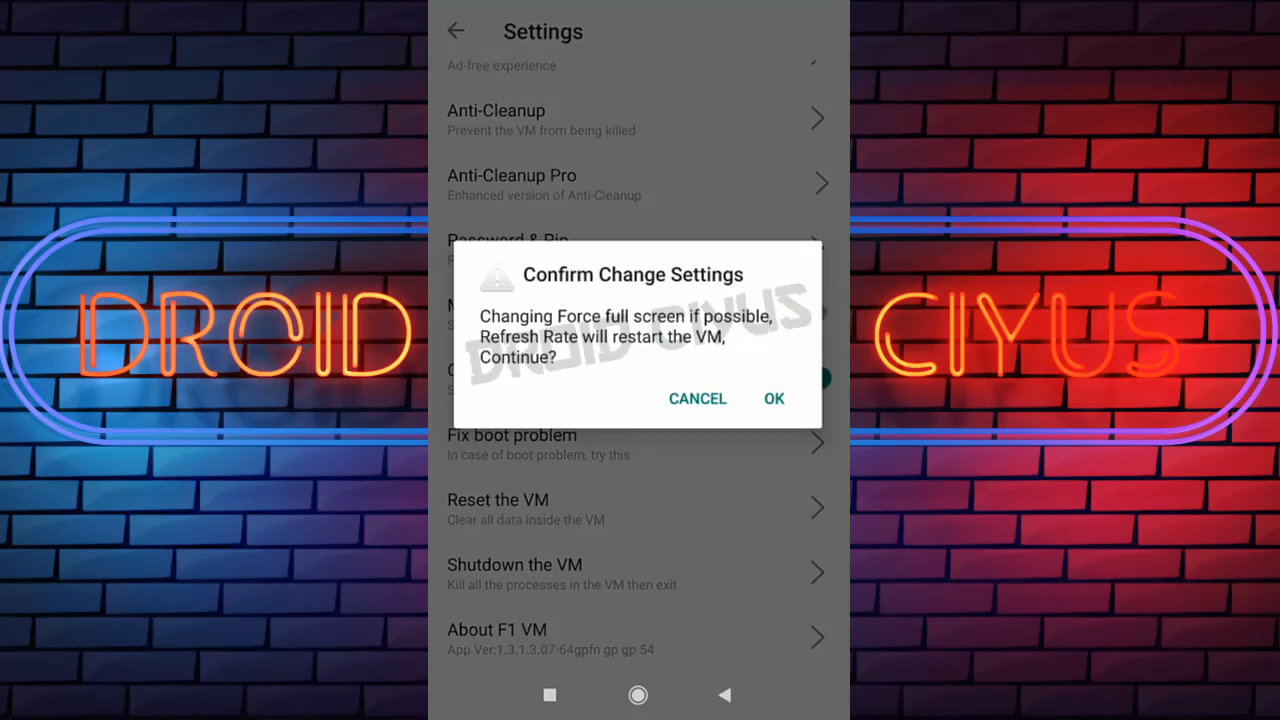 Settings
Ad-free experience
Anti-Cleanup
Prevent the VM from being killed
Anti-Cleanup Pro
Enhanced version of Anti-Cleanup
Password & Pin
Confirm Change Settings
Changing Force full screen if possible,
Refresh Rate will restart the VM,
Continue?
DROID CIYUS
CANCEL
OK
DROID
CIYUS
Fix boot problem
In case of boot problem, try this
Reset the VM
Clear all data inside the VM
Shutdown the VM
Kill all the processes in the VM then exit
About F1 VM
App Ver:1.3.1.3.07-64gpfn gp gp 54